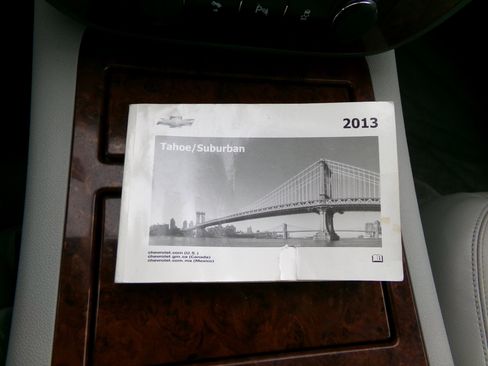 2013
Tahoe/Suburban
chevrolet.com (U.S.)
chevrolet.gm.ca (Canada)
chevrolet.com.mx (Mexico)